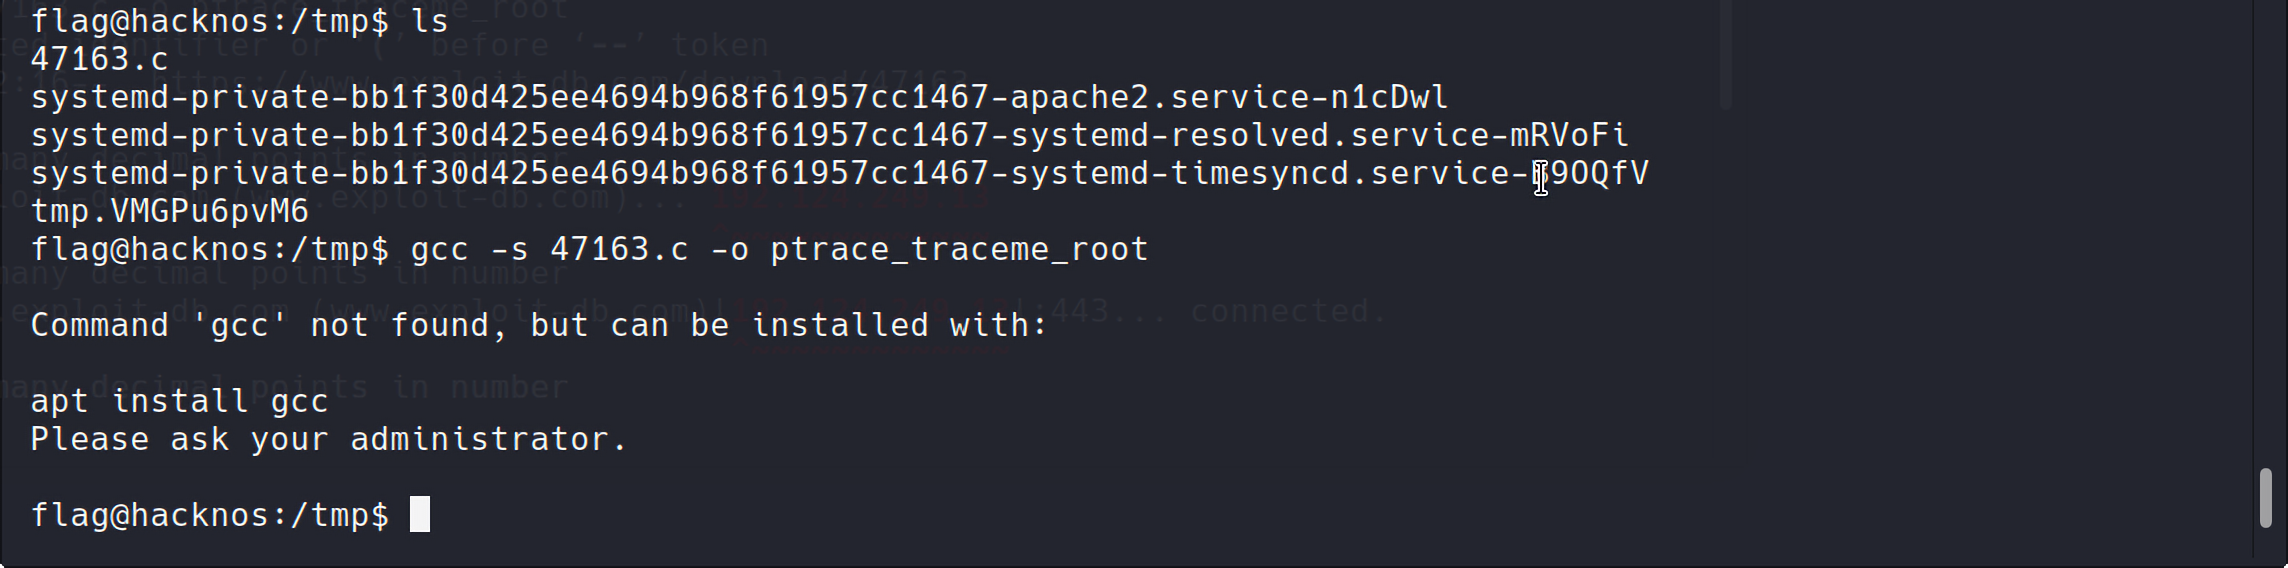 flag@hacknos:/tmp$ ls
47163.c
systemd-private-bb1f30d425ee4694b968f61957cc1467-apache2.service-n1cDwl
systemd-private-bb1f30d425ee4694b968f61957cc1467-systemd-resolved.service-mRVoFi
systemd-private-bb1f30d425ee4694b968f61957cc1467-systemd-timesyncd.service-B9OQfV
tmp.VMGPu6pvM6
flag@hacknos:/tmp$ gcc -s 47163.c -o ptrace_traceme_root
Command 'gcc' not found, but can be installed with:
apt install gcc
Please ask your administrator.
flag@hacknos:/tmp$